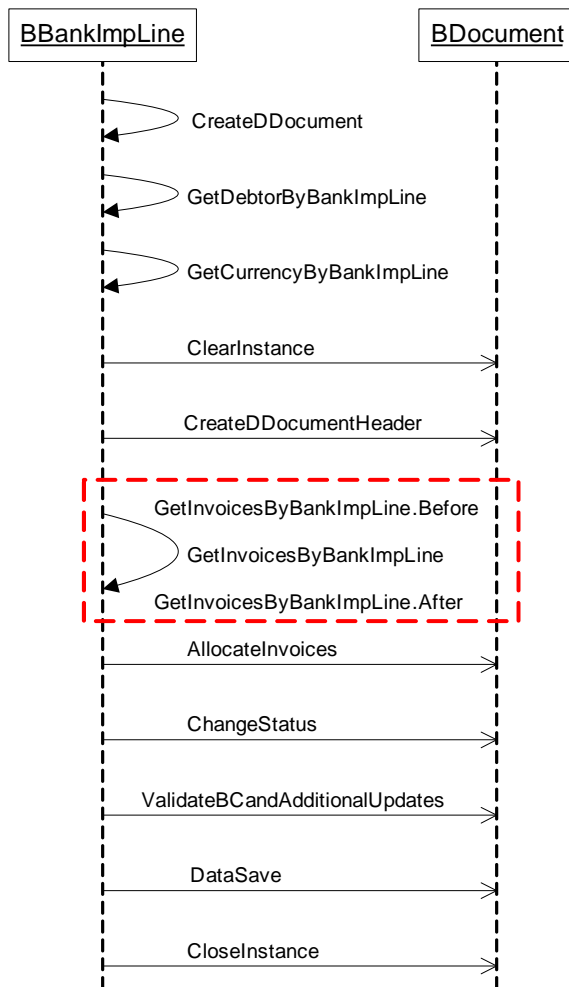 BBankImpLine
BDocument
CreateDDocument
GetDebtorByBankImpLine
GetCurrencyByBankImpLine
ClearInstance
CreateDDocumentHeader
GetInvoicesByBankImpLine.Before
GetInvoicesByBankImpLine
GetInvoicesByBankImpLine.After
AllocateInvoices
ChangeStatus
ValidateBCandAdditionalUpdates
DataSave
CloseInstance